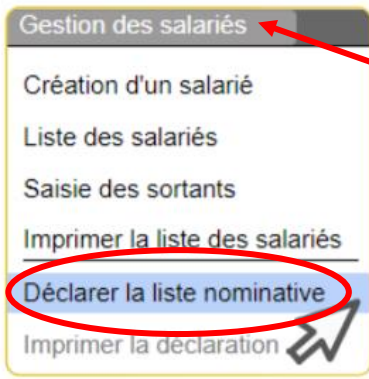 Gestion des salariés
Création d'un salarié
Liste des salariés
Saisie des sortants
Imprimer la liste des salariés
Déclarer la liste nominative
Imprimer la déclaration